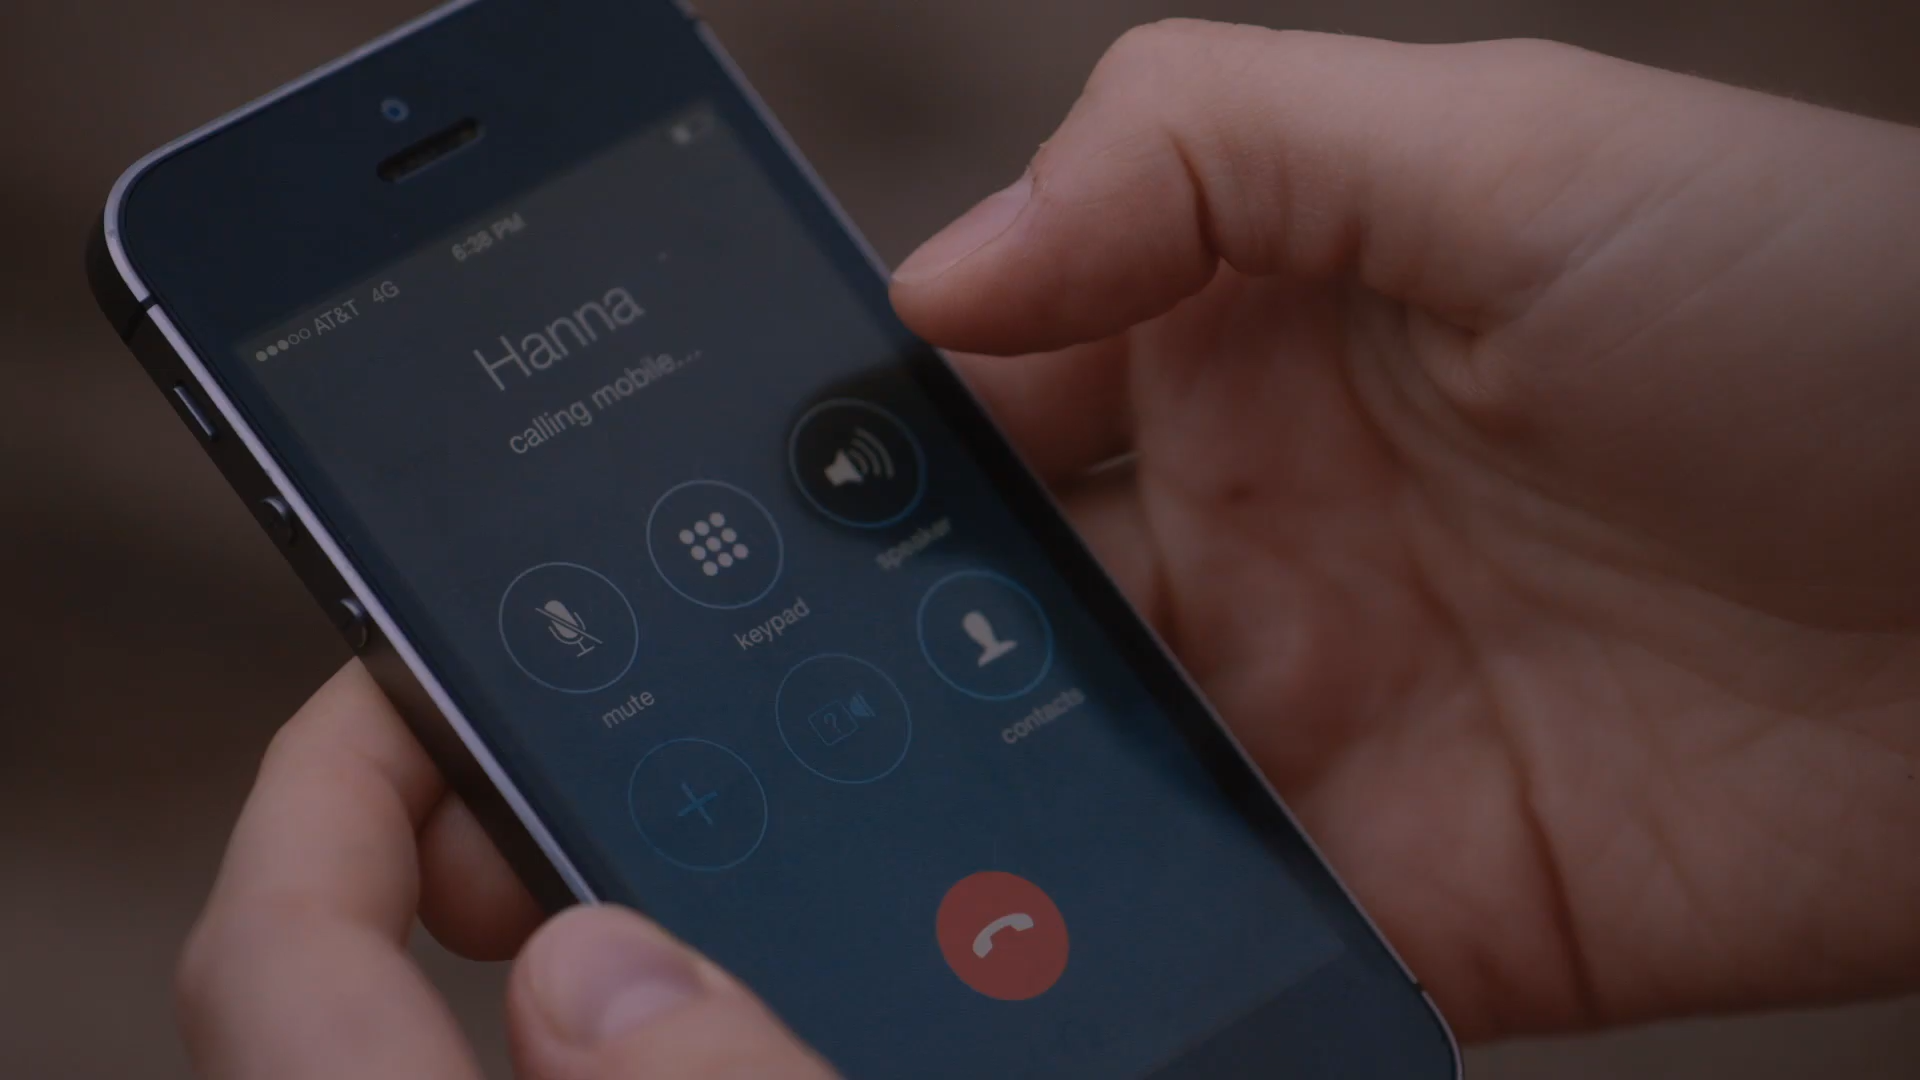 ●●●○○ AT&T 4G 6:38 PM
Hanna
calling mobile...
mute keypad speaker
? contacts